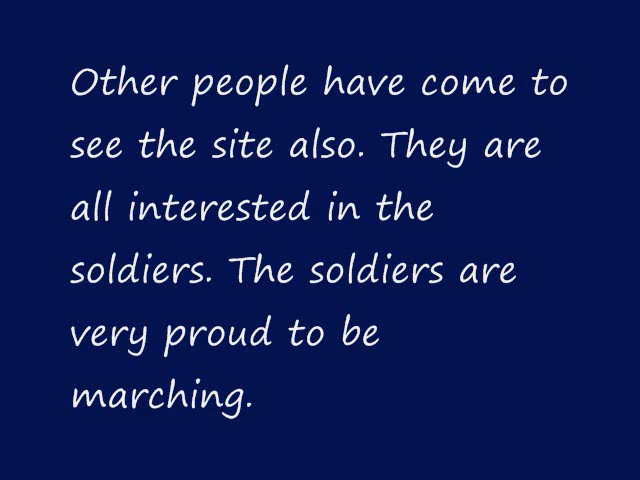 Other people have come to
see the site also. They are
all interested in the
soldiers. The soldiers are
very proud to be
marching.